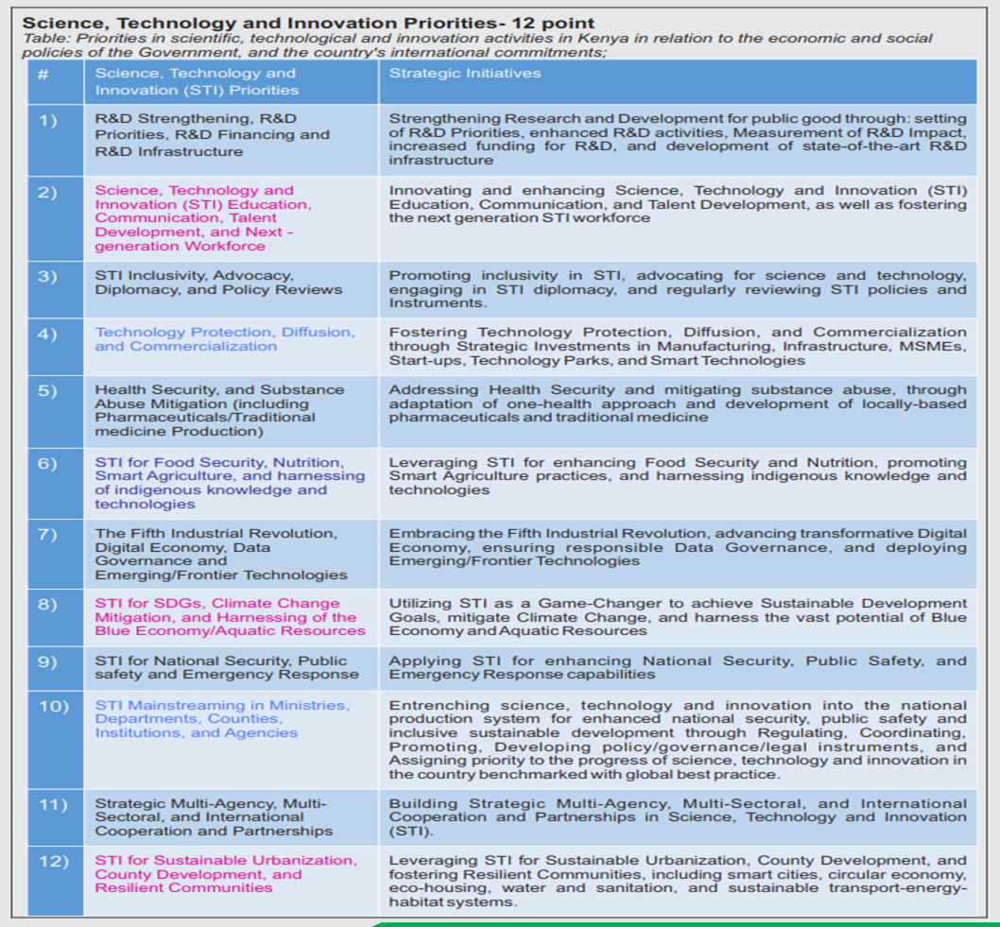 Science, Technology and Innovation Priorities- 12 point
Table: Priorities in scientific, technological and innovation activities in Kenya in relation to the economic and social
policies of the Government, and the country's international commitments;
#
Science, Technology and
Innovation (STI) Priorities
Strategic Initiatives
1)
R&D Strengthening, R&D
Priorities, R&D Financing and
R&D Infrastructure
Strengthening Research and Development for public good through: setting
of R&D Priorities, enhanced R&D activities, Measurement of R&D Impact,
increased funding for R&D, and development of state-of-the-art R&D
infrastructure
2)
Science, Technology and
Innovation (STI) Education,
Communication, Talent
Development, and Next -
generation Workforce
Innovating and enhancing Science, Technology and Innovation (STI)
Education, Communication, and Talent Development, as well as fostering
the next generation STI workforce
3)
STI Inclusivity, Advocacy,
Diplomacy, and Policy Reviews
Promoting inclusivity in STI, advocating for science and technology,
engaging in STI diplomacy, and regularly reviewing STI policies and
Instruments.
4)
Technology Protection, Diffusion,
and Commercialization
Fostering Technology Protection, Diffusion, and Commercialization
through Strategic Investments in Manufacturing, Infrastructure, MSMEs,
Start-ups, Technology Parks, and Smart Technologies
5)
Health Security, and Substance
Abuse Mitigation (including
Pharmaceuticals/Traditional
medicine Production)
Addressing Health Security and mitigating substance abuse, through
adaptation of one-health approach and development of locally-based
pharmaceuticals and traditional medicine
6)
STI for Food Security, Nutrition,
Smart Agriculture, and harnessing
of indigenous knowledge and
technologies
Leveraging STI for enhancing Food Security and Nutrition, promoting
Smart Agriculture practices, and harnessing indigenous knowledge and
technologies
7)
The Fifth Industrial Revolution,
Digital Economy, Data
Governance and
Emerging/Frontier Technologies
Embracing the Fifth Industrial Revolution, advancing transformative Digital
Economy, ensuring responsible Data Governance, and deploying
Emerging/Frontier Technologies
8)
STI for SDGs, Climate Change
Mitigation, and Harnessing of the
Blue Economy/Aquatic Resources
Utilizing STI as a Game-Changer to achieve Sustainable Development
Goals, mitigate Climate Change, and harness the vast potential of Blue
Economy and Aquatic Resources
9)
STI for National Security, Public
safety and Emergency Response
Applying STI for enhancing National Security, Public Safety, and
Emergency Response capabilities
10)
STI Mainstreaming in Ministries,
Departments, Counties,
Institutions, and Agencies
Entrenching science, technology and innovation into the national
production system for enhanced national security, public safety and
inclusive sustainable development through Regulating, Coordinating,
Promoting, Developing policy/governance/legal instruments, and
Assigning priority to the progress of science, technology and innovation in
the country benchmarked with global best practice.
11)
Strategic Multi-Agency, Multi-
Sectoral, and International
Cooperation and Partnerships
Building Strategic Multi-Agency, Multi-Sectoral, and International
Cooperation and Partnerships in Science, Technology and Innovation
(STI).
12)
STI for Sustainable Urbanization,
County Development, and
Resilient Communities
Leveraging STI for Sustainable Urbanization, County Development, and
fostering Resilient Communities, including smart cities, circular economy,
eco-housing, water and sanitation, and sustainable transport-energy-
habitat systems.